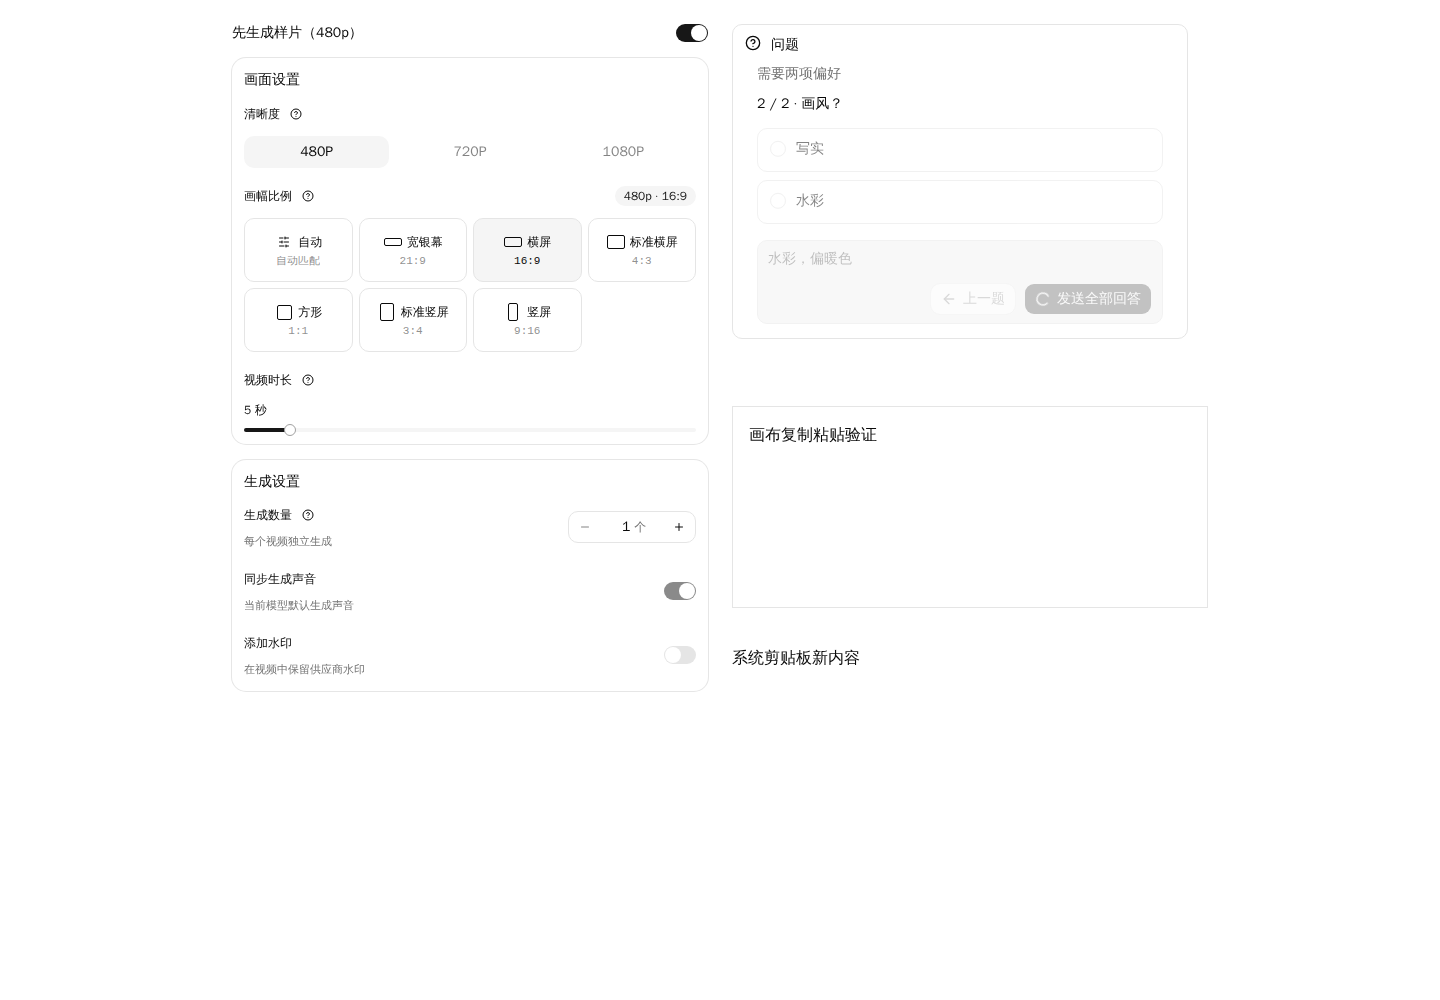 先生成样片（480p）
画面设置
清晰度
480P 720P 1080P
画幅比例 480p · 16:9
自动 宽银幕 横屏 标准横屏
自动匹配 21:9 16:9 4:3
方形 标准竖屏 竖屏
1:1 3:4 9:16
视频时长
5 秒
生成设置
生成数量
每个视频独立生成
1 个
同步生成声音
当前模型默认生成声音
添加水印
在视频中保留供应商水印
问题
需要两项偏好
2 / 2 · 画风？
写实
水彩
水彩，偏暖色
上一题 发送全部回答
画布复制粘贴验证
系统剪贴板新内容